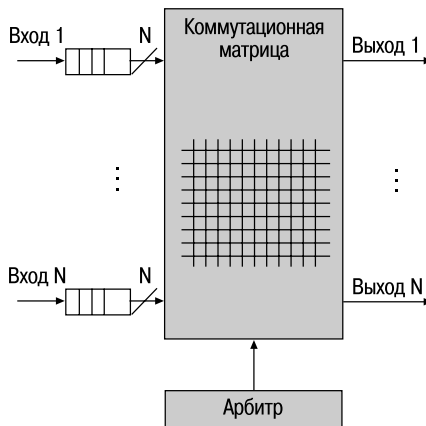 Коммутационная
матрица
Вход 1
N
Выход 1
Вход N
N
Выход N
Арбитр